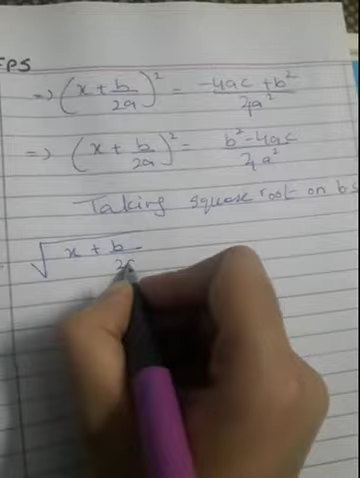 EPS
=> (x + b/2a)² = -4ac + b²/4a²
=> (x + b/2a)² = b² - 4ac/4a²
Taking square root on b.s
√x + b/2a